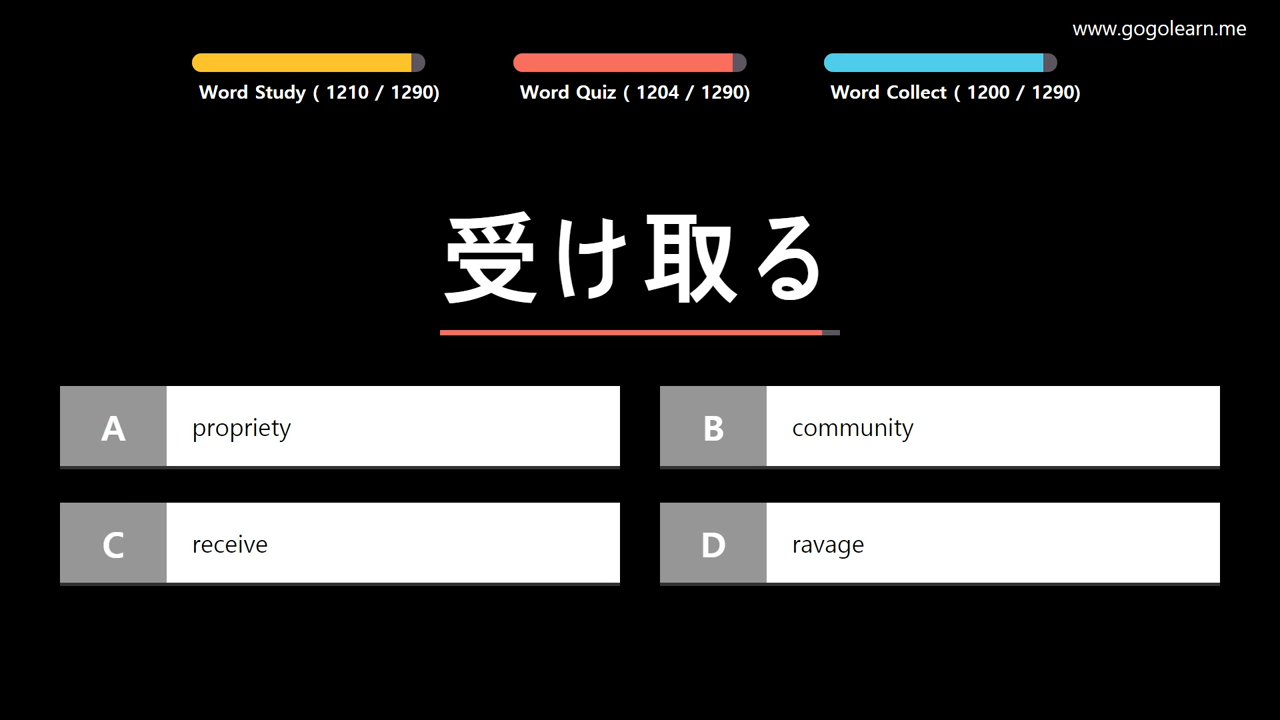 www.gogolearn.me
Word Study ( 1210 / 1290)
Word Quiz ( 1204 / 1290)
Word Collect ( 1200 / 1290)
受け取る
A propriety
B community
C receive
D ravage